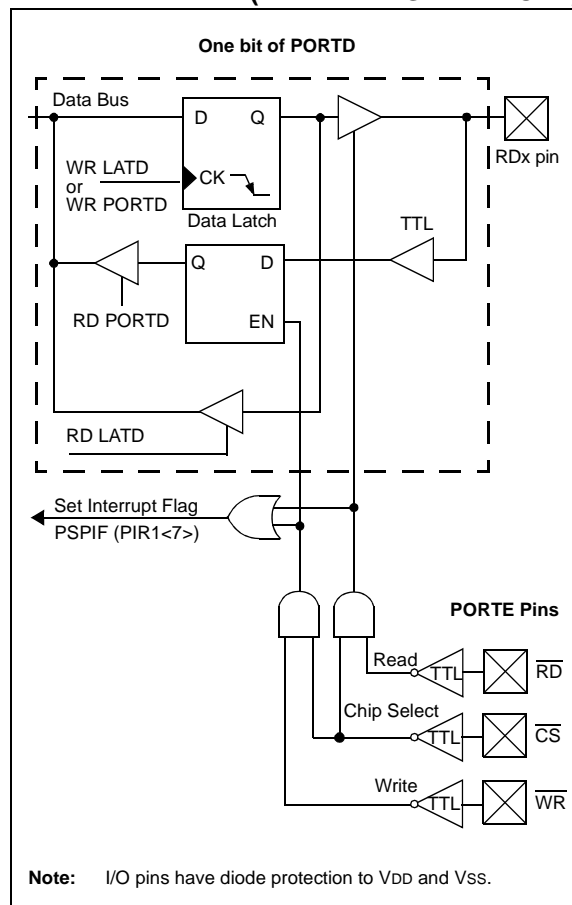 One bit of PORTD
Data Bus
D Q
RDx pin
WR LATD
or
WR PORTD
CK
Data Latch
TTL
Q D
RD PORTD
EN
RD LATD
Set Interrupt Flag
PSPIF (PIR1<7>)
PORTE Pins
Read
TTL
RD
Chip Select
TTL
CS
Write
TTL
WR
Note: I/O pins have diode protection to VDD and VSS.